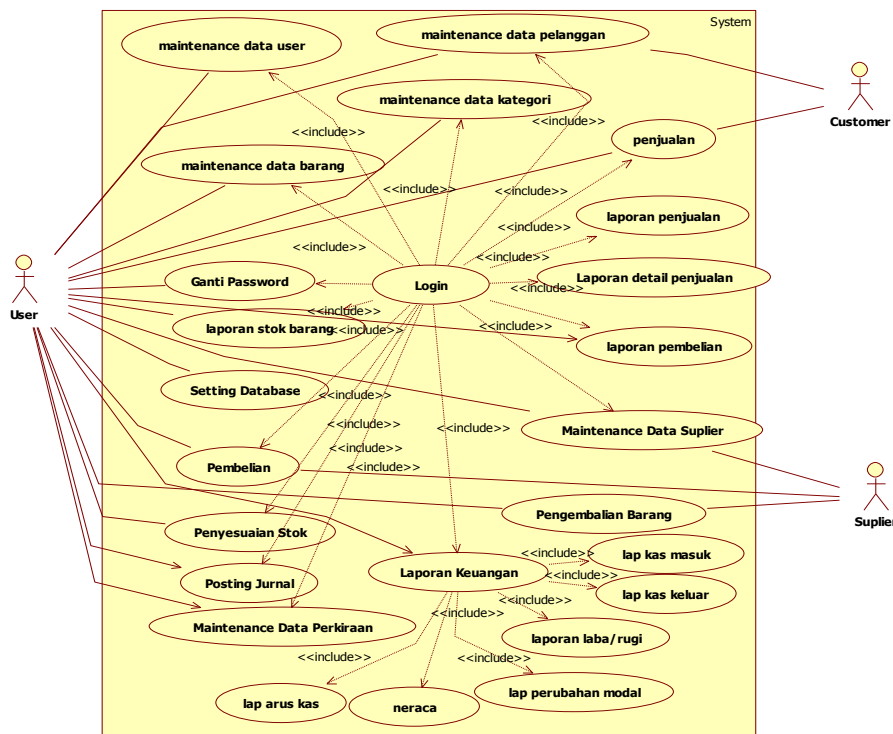 System
maintenance data user
maintenance data pelanggan
maintenance data kategori
Customer
<<include>>
<<include>>
penjualan
maintenance data barang
<<include>>
<<include>>
laporan penjualan
<<include>>
<<include>>
<<include>>
User
Ganti Password
Login
Laporan detail penjualan
<<include>>
laporan stok barang
<<include>>
<<include>>
<<include>>
laporan pembelian
Setting Database
<<include>>
<<include>>
Maintenance Data Suplier
<<include>>
<<include>>
Pembelian
Pengembalian Barang
Suplier
Penyesuaian Stok
Posting Jurnal
Laporan Keuangan
<<include>>
lap kas masuk
<<include>>
lap kas keluar
<<include>>
<<include>>
Maintenance Data Perkiraan
laporan laba/rugi
<<include>>
<<include>>
lap arus kas
neraca
lap perubahan modal